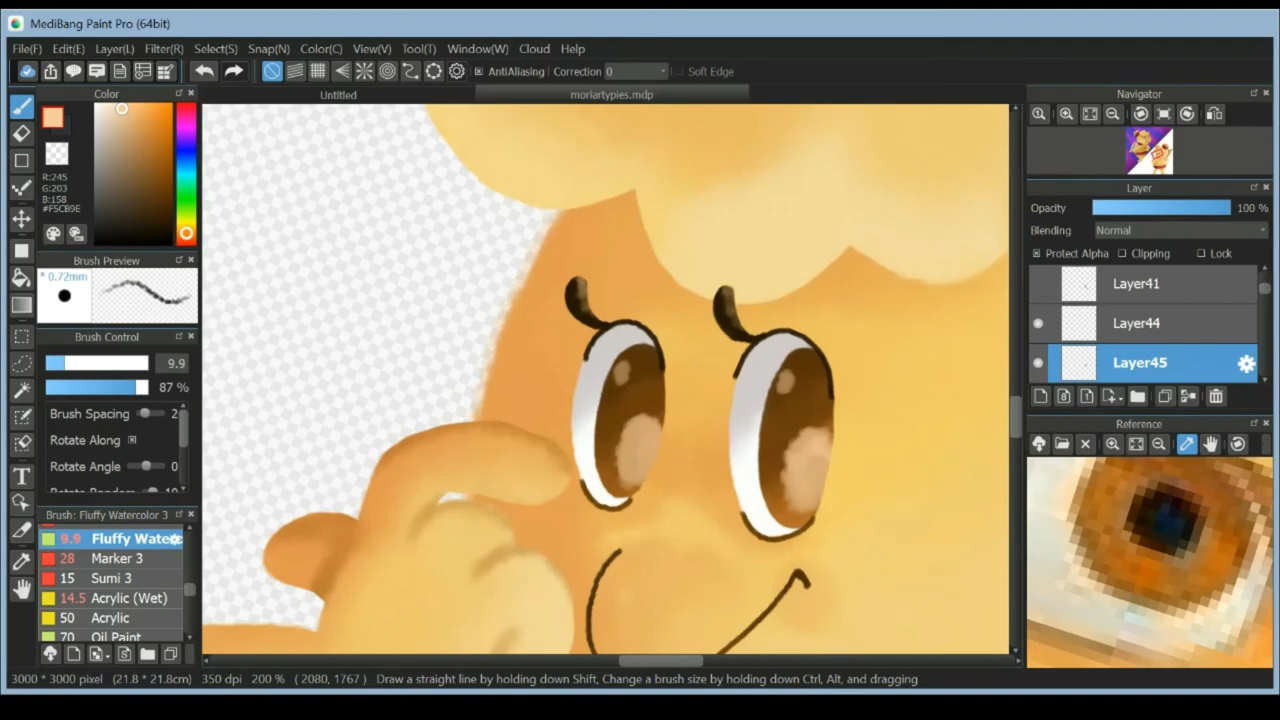 MediBang Paint Pro (64bit)
File(F) Edit(E) Layer(L) Filter(R) Select(S) Snap(N) Color(C) View(V) Tool(T) Window(W) Cloud Help
AntiAliasing Correction 0 Soft Edge
Color
Untitled
moriartypies.mdp
Navigator
R:245
G:203
B:158
#F5CB9E
Layer
Opacity 100 %
Blending Normal
Protect Alpha Clipping Lock
Layer41
Layer44
Layer45
Brush Preview
* 0.72mm
Brush Control
9.9
87 %
Brush Spacing 2
Rotate Along
Rotate Angle 0
Reference
Brush: Fluffy Watercolor 3
9.9 Fluffy Wate
28 Marker 3
15 Sumi 3
14.5 Acrylic (Wet)
50 Acrylic
70 Oil Paint
3000 * 3000 pixel (21.8 * 21.8cm) 350 dpi 200 % ( 2080, 1767 ) Draw a straight line by holding down Shift, Change a brush size by holding down Ctrl, Alt, and dragging